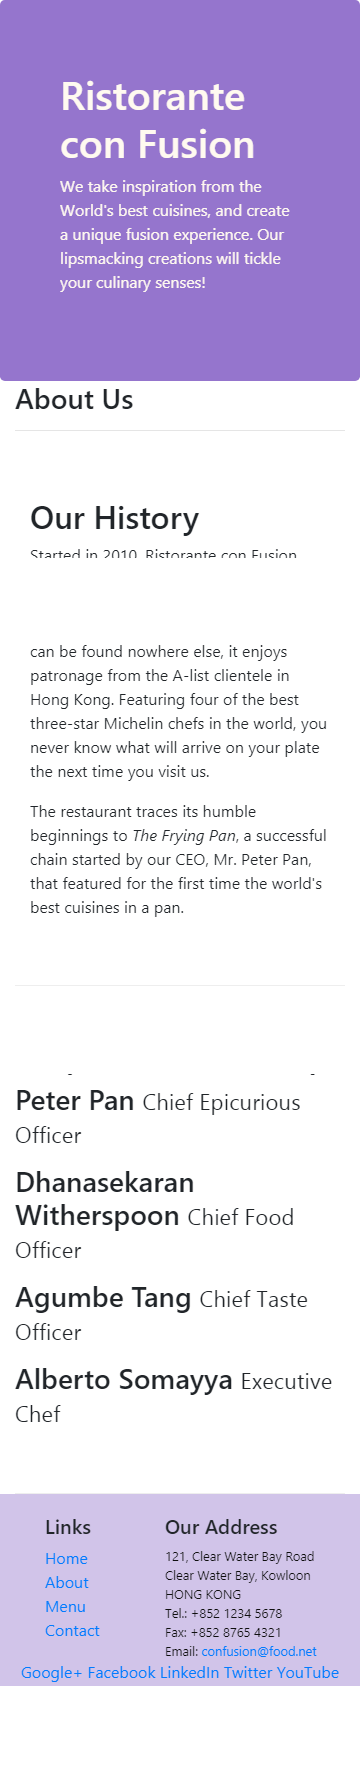 Ristorante
con Fusion
We take inspiration from the
World's best cuisines, and create
a unique fusion experience. Our
lipsmacking creations will tickle
your culinary senses!
About Us
Our History
Started in 2010, Ristorante con Fusion
can be found nowhere else, it enjoys
patronage from the A-list clientele in
Hong Kong. Featuring four of the best
three-star Michelin chefs in the world, you
never know what will arrive on your plate
the next time you visit us.
The restaurant traces its humble
beginnings to The Frying Pan, a successful
chain started by our CEO, Mr. Peter Pan,
that featured for the first time the world's
best cuisines in a pan.
Peter Pan Chief Epicurious
Officer
Dhanasekaran
Witherspoon Chief Food
Officer
Agumbe Tang Chief Taste
Officer
Alberto Somayya Executive
Chef
Links
Home
About
Menu
Contact
Our Address
121, Clear Water Bay Road
Clear Water Bay, Kowloon
HONG KONG
Tel.: +852 1234 5678
Fax: +852 8765 4321
Email: confusion@food.net
Google+ Facebook LinkedIn Twitter YouTube